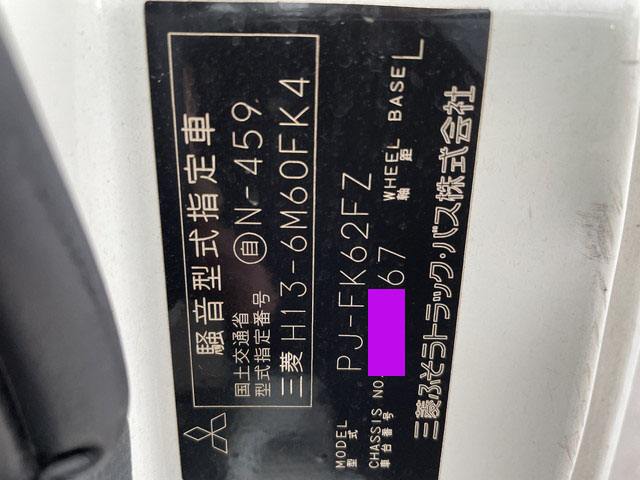 騒音型式指定車
国土交通省
型式指定番号 自 N-459
三菱 H13-6M60FK4
MODEL
型式 PJ-FK62FZ
CHASSIS NO. 67 WHEEL BASE L
車台番号 軸距
三菱ふそうトラック・バス株式会社